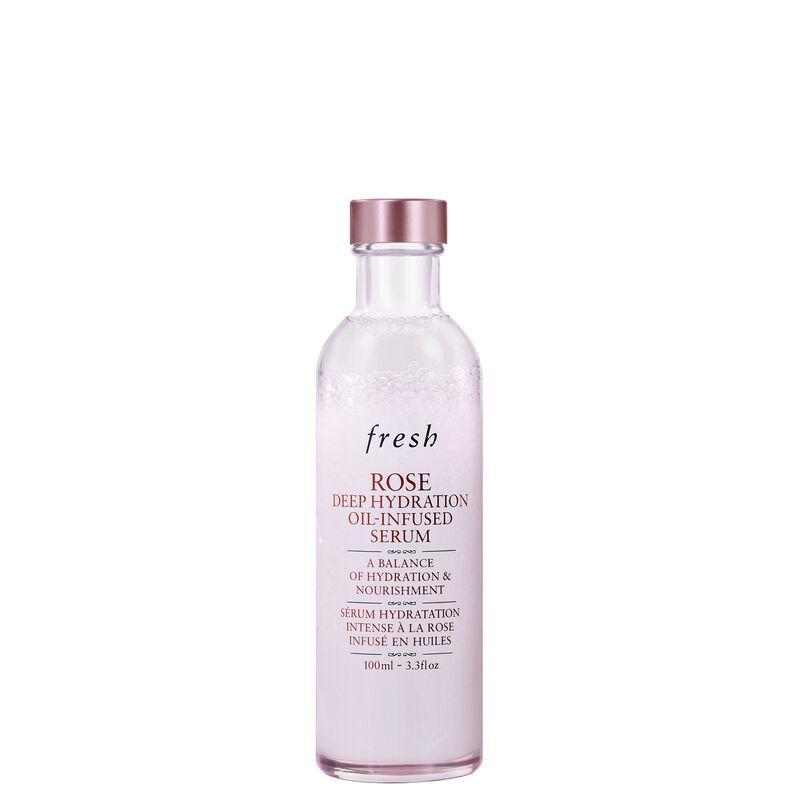 fresh
ROSE
DEEP HYDRATION
OIL-INFUSED
SERUM
A BALANCE
OF HYDRATION &
NOURISHMENT
SÉRUM HYDRATATION
INTENSE À LA ROSE
INFUSÉ EN HUILES
100ml - 3.3fl oz